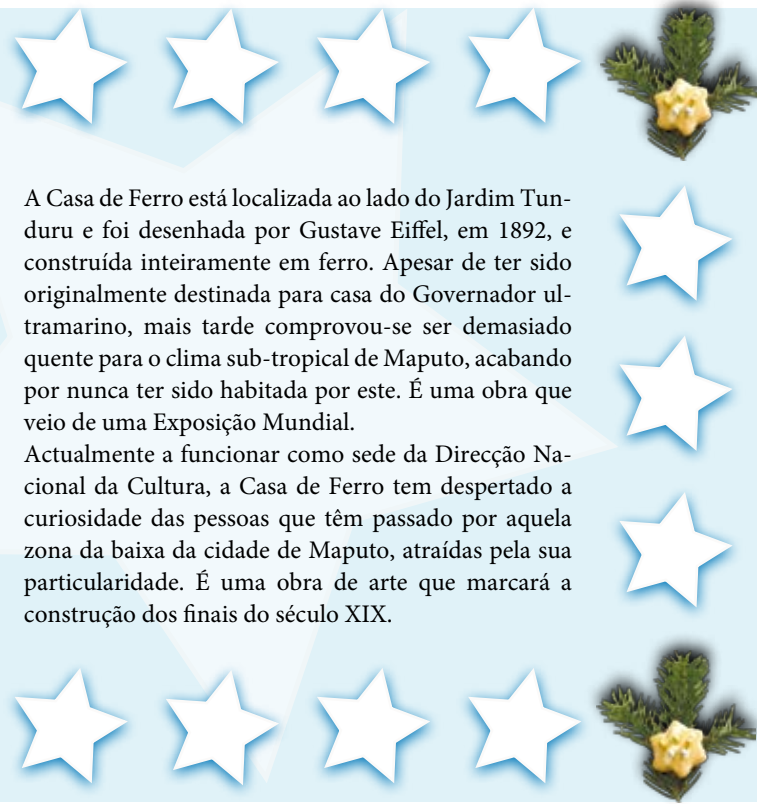 A Casa de Ferro está localizada ao lado do Jardim Tun-
duru e foi desenhada por Gustave Eiffel, em 1892, e
construída inteiramente em ferro. Apesar de ter sido
originalmente destinada para casa do Governador ul-
tramarino, mais tarde comprovou-se ser demasiado
quente para o clima sub-tropical de Maputo, acabando
por nunca ter sido habitada por este. É uma obra que
veio de uma Exposição Mundial.
Actualmente a funcionar como sede da Direcção Na-
cional da Cultura, a Casa de Ferro tem despertado a
curiosidade das pessoas que têm passado por aquela
zona da baixa da cidade de Maputo, atraídas pela sua
particularidade. É uma obra de arte que marcará a
construção dos finais do século XIX.